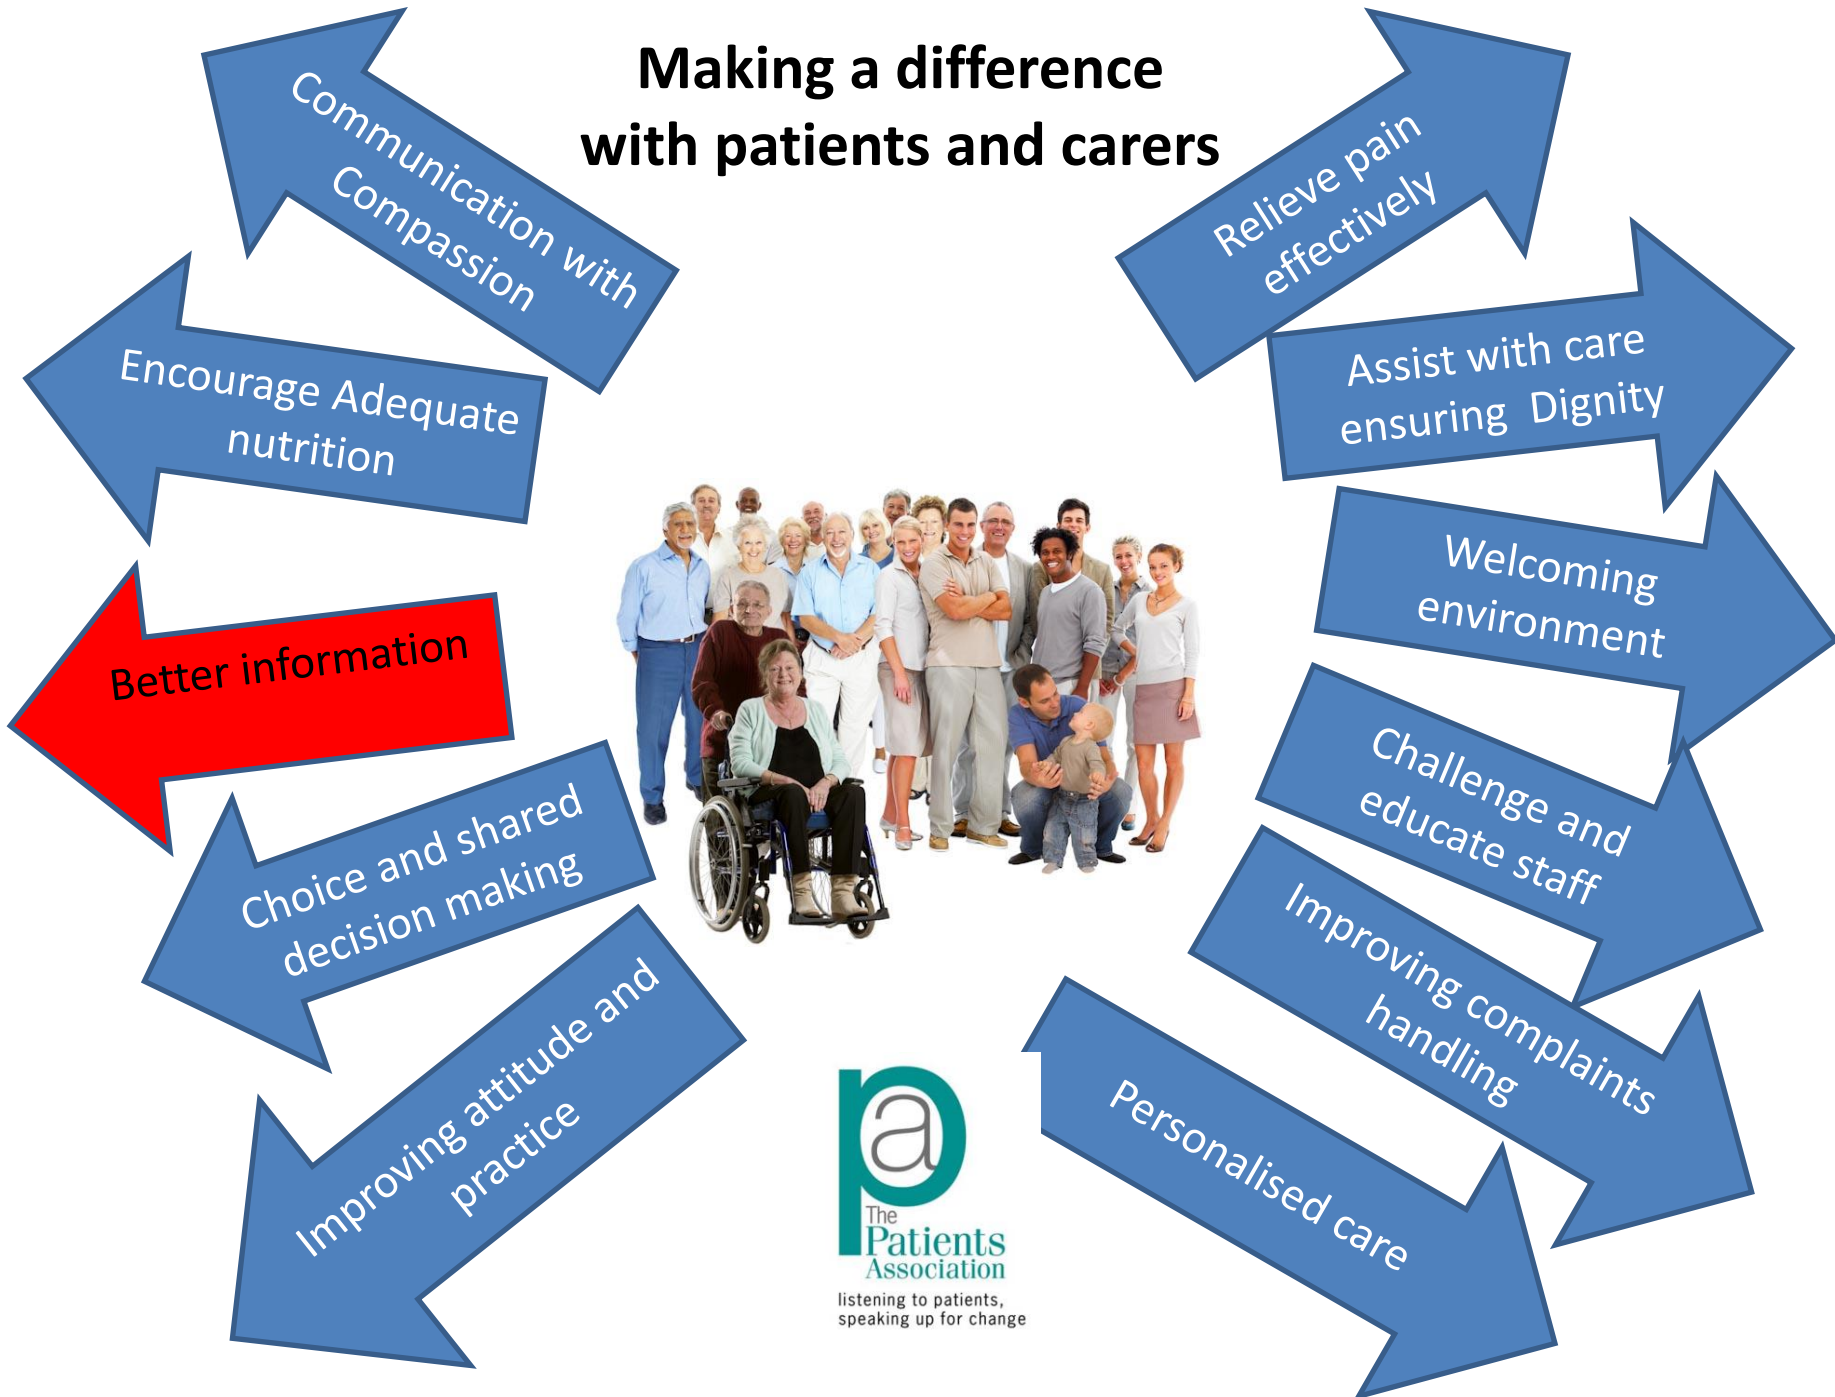 Making a difference
with patients and carers
Communication with
Compassion
Encourage Adequate
nutrition
Better information
Choice and shared
decision making
Improving attitude and
practice
Relieve pain
effectively
Assist with care
ensuring  Dignity
Welcoming
environment
Challenge and
educate staff
Improving complaints
handling
Personalised care
pa
The
Patients
Association
listening to patients,
speaking up for change